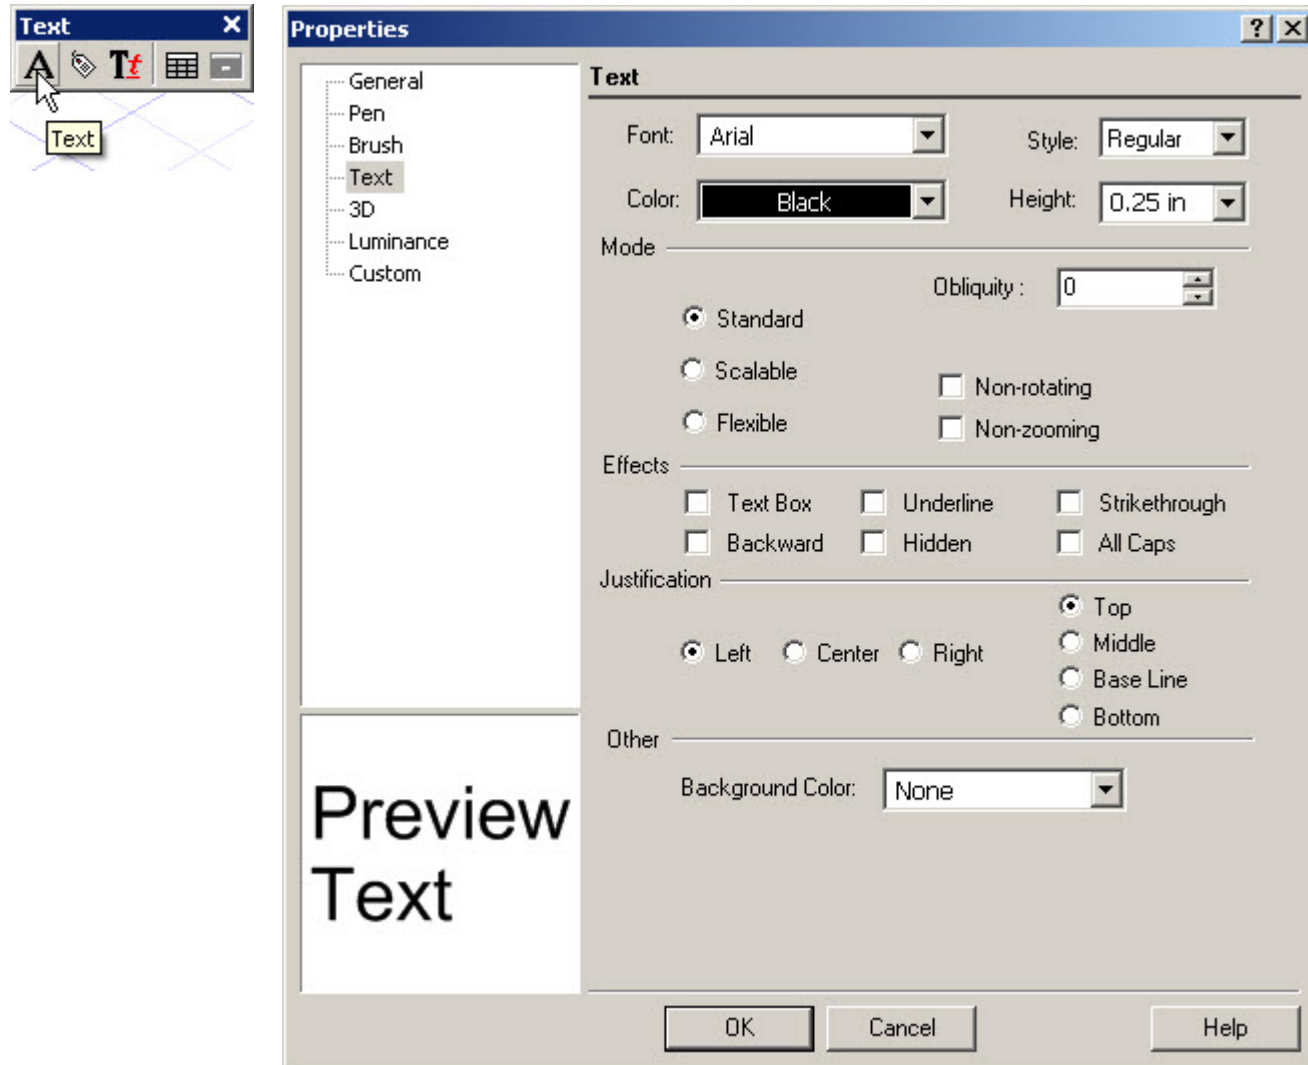 Text
A Tt
Text
Properties
General
Pen
Brush
Text
3D
Luminance
Custom
Preview
Text
Text
Font: Arial Style: Regular
Color: Black Height: 0.25 in
Mode
Obliquity : 0
Standard
Scalable
Non-rotating
Flexible
Non-zooming
Effects
Text Box Underline Strikethrough
Backward Hidden All Caps
Justification
Top
Left Center Right Middle
Base Line
Bottom
Other
Background Color: None
OK Cancel Help